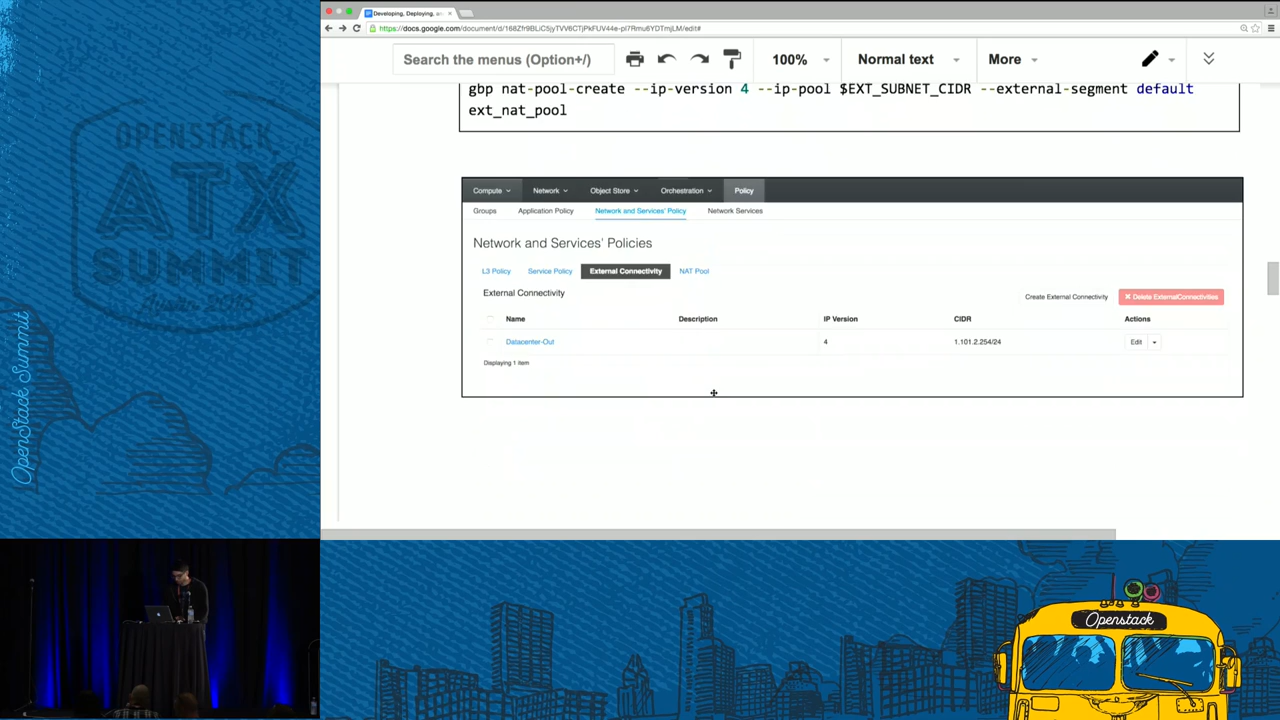 Developing, Deploying, an
https://docs.google.com/document/d/168Zfr9BLiC5jyTVV6CTjPkFUV44e-pI7Rmu6YDTmjLM/edit#
Search the menus (Option+/)
100%
Normal text
More
gbp nat-pool-create --ip-version 4 --ip-pool $EXT_SUBNET_CIDR --external-segment default
ext_nat_pool
Compute Network Object Store Orchestration Policy
Groups Application Policy Network and Services' Policy Network Services
Network and Services' Policies
L3 Policy Service Policy External Connectivity NAT Pool
External Connectivity
Create External Connectivity
Delete ExternalConnectivities
Name Description IP Version CIDR Actions
Datacenter-Out 4 1.101.2.254/24 Edit
Displaying 1 item
OPENSTACK
ATX
SUMMIT
OpenStack Summit
Openstack